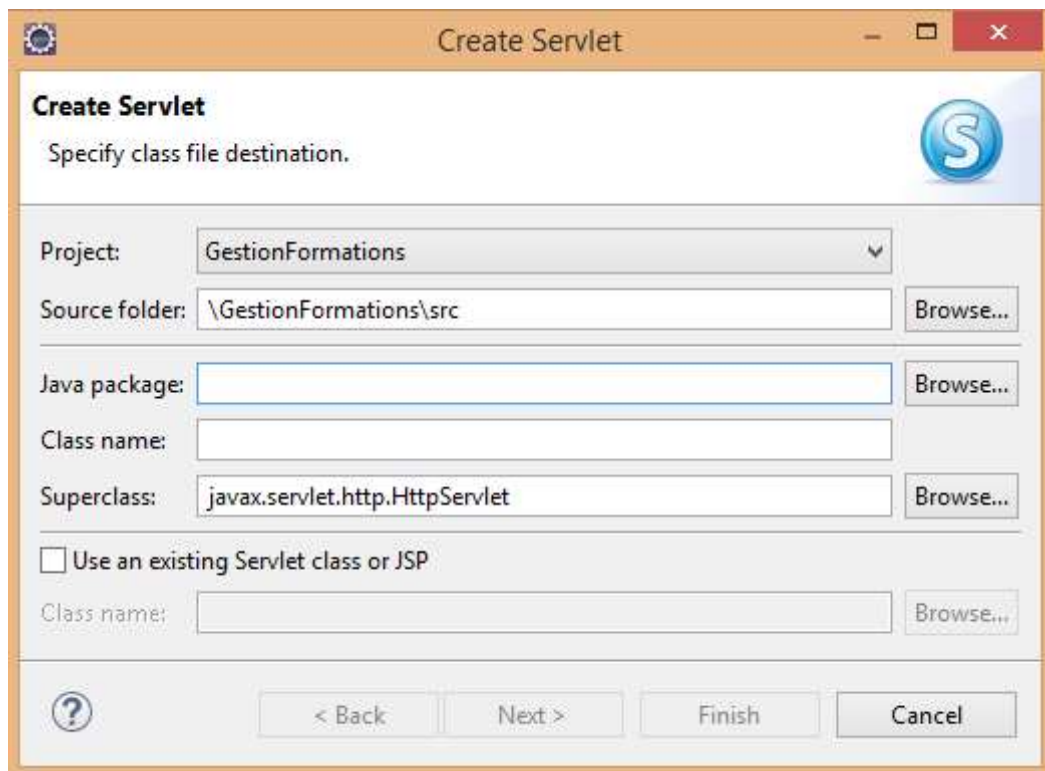 Create Servlet
Create Servlet
Specify class file destination.
Project: GestionFormations
Source folder: \GestionFormations\src Browse...
Java package: Browse...
Class name:
Superclass: javax.servlet.http.HttpServlet Browse...
Use an existing Servlet class or JSP
Class name: Browse...
? < Back Next > Finish Cancel